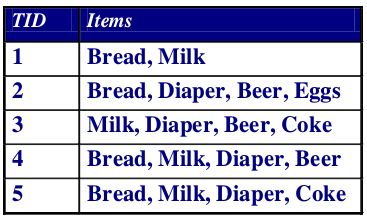 TID Items
1 Bread, Milk
2 Bread, Diaper, Beer, Eggs
3 Milk, Diaper, Beer, Coke
4 Bread, Milk, Diaper, Beer
5 Bread, Milk, Diaper, Coke